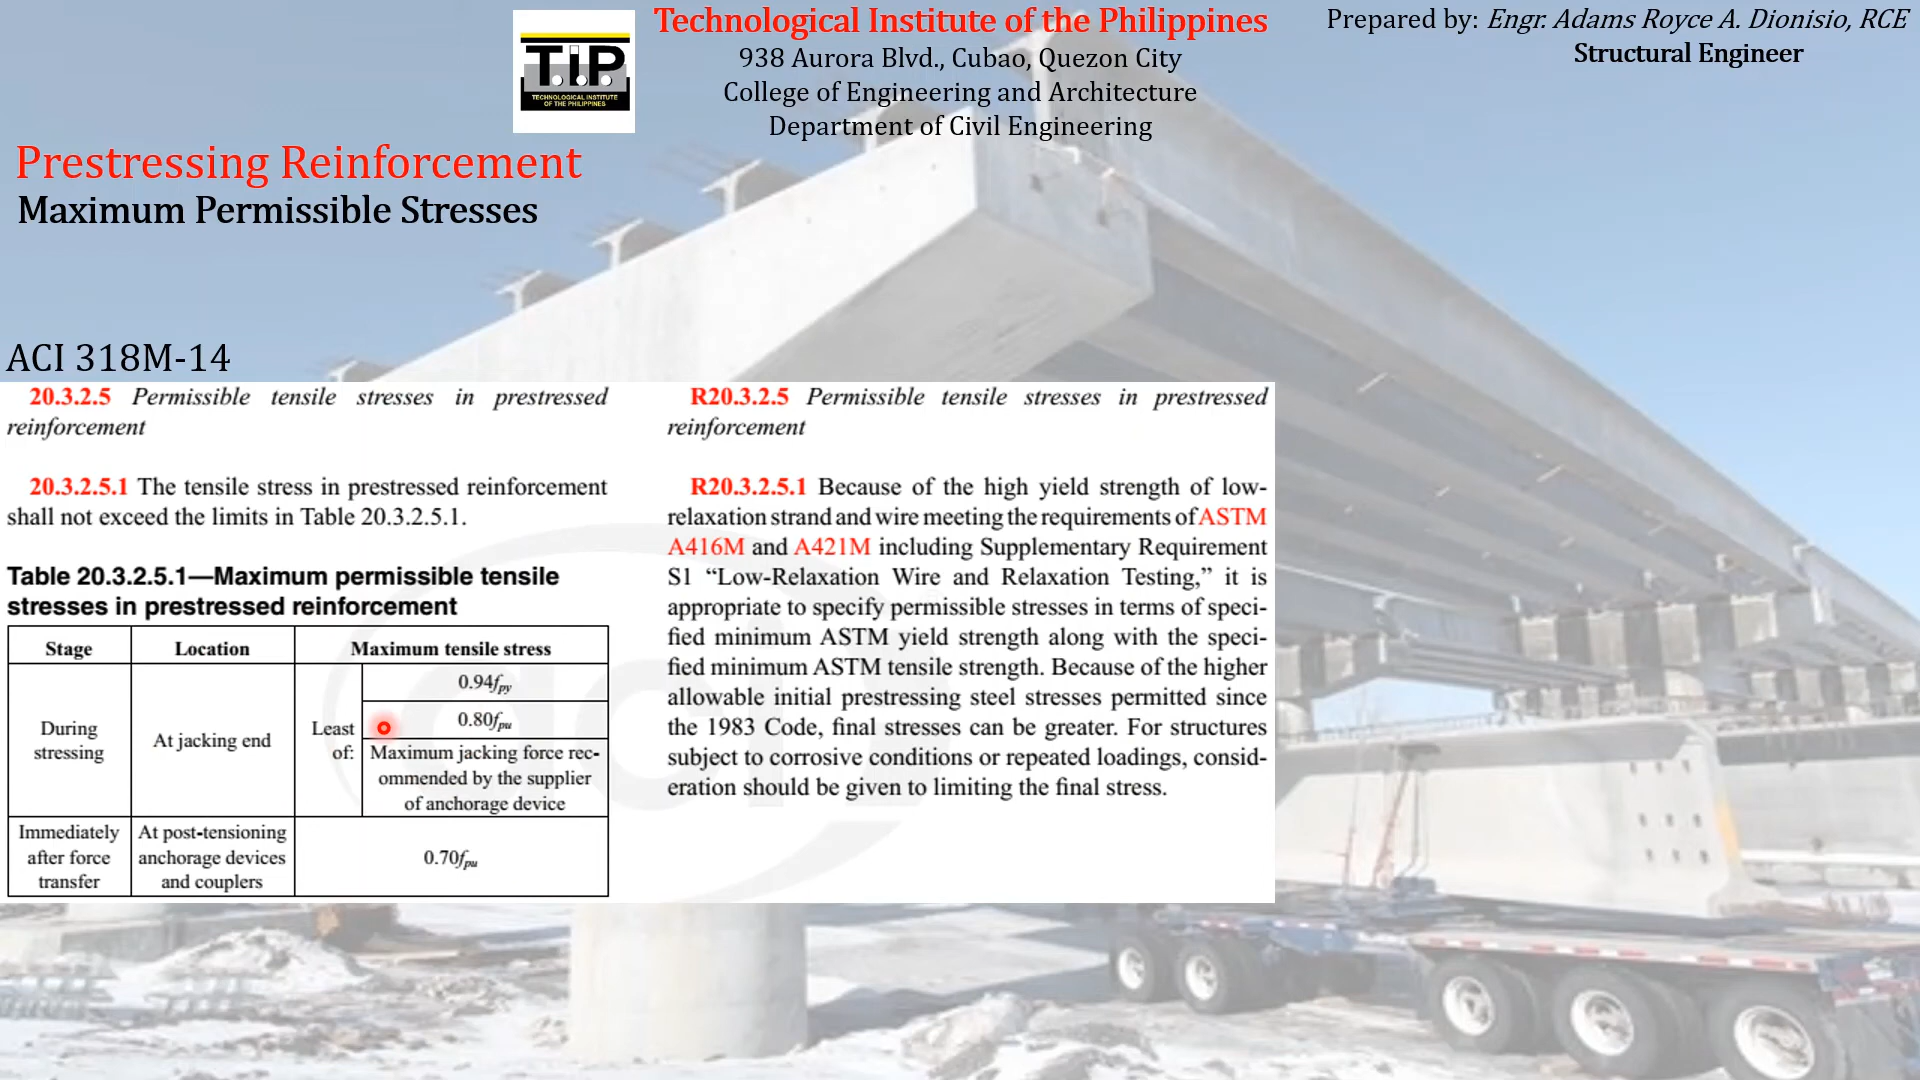 T.I.P
TECHNOLOGICAL INSTITUTE
OF THE PHILIPPINES
Technological Institute of the Philippines
938 Aurora Blvd., Cubao, Quezon City
College of Engineering and Architecture
Department of Civil Engineering
Prepared by: Engr. Adams Royce A. Dionisio, RCE
Structural Engineer
Prestressing Reinforcement
Maximum Permissible Stresses
ACI 318M-14
20.3.2.5 Permissible tensile stresses in prestressed
reinforcement
20.3.2.5.1 The tensile stress in prestressed reinforcement
shall not exceed the limits in Table 20.3.2.5.1.
Table 20.3.2.5.1—Maximum permissible tensile
stresses in prestressed reinforcement
Stage Location Maximum tensile stress
During
stressing
At jacking end
Least
of:
0.94fpy
0.80fpu
Maximum jacking force rec-
ommended by the supplier
of anchorage device
Immediately
after force
transfer
At post-tensioning
anchorage devices
and couplers
0.70fpu
R20.3.2.5 Permissible tensile stresses in prestressed
reinforcement
R20.3.2.5.1 Because of the high yield strength of low-
relaxation strand and wire meeting the requirements of ASTM
A416M and A421M including Supplementary Requirement
S1 “Low-Relaxation Wire and Relaxation Testing,” it is
appropriate to specify permissible stresses in terms of speci-
fied minimum ASTM yield strength along with the speci-
fied minimum ASTM tensile strength. Because of the higher
allowable initial prestressing steel stresses permitted since
the 1983 Code, final stresses can be greater. For structures
subject to corrosive conditions or repeated loadings, consid-
eration should be given to limiting the final stress.
aci